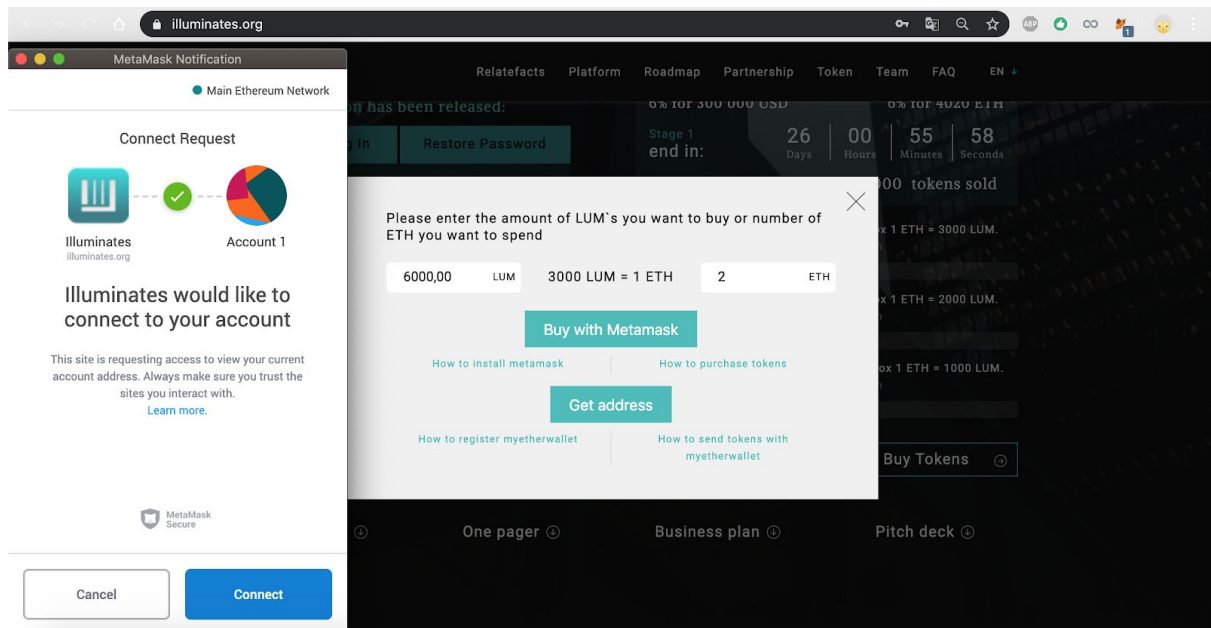 illuminates.org
ABP
1
MetaMask Notification
Main Ethereum Network
Connect Request
Illuminates
illuminates.org
Account 1
Illuminates would like to
connect to your account
This site is requesting access to view your current
account address. Always make sure you trust the
sites you interact with.
Learn more.
MetaMask
Secure
Cancel
Connect
Relatefacts Platform Roadmap Partnership Token Team FAQ EN
has been released:
In
Restore Password
6% for 300 000 USD
6% for 4020 ETH
Stage 1
end in:
26 00 55 58
Days Hours Minutes Seconds
000 tokens sold
Please enter the amount of LUM`s you want to buy or number of
ETH you want to spend
6000,00 LUM
3000 LUM = 1 ETH
2 ETH
Buy with Metamask
How to install metamask
How to purchase tokens
Get address
How to register myetherwallet
How to send tokens with
myetherwallet
1 ETH = 3000 LUM.
1 ETH = 2000 LUM.
1 ETH = 1000 LUM.
Buy Tokens
One pager
Business plan
Pitch deck